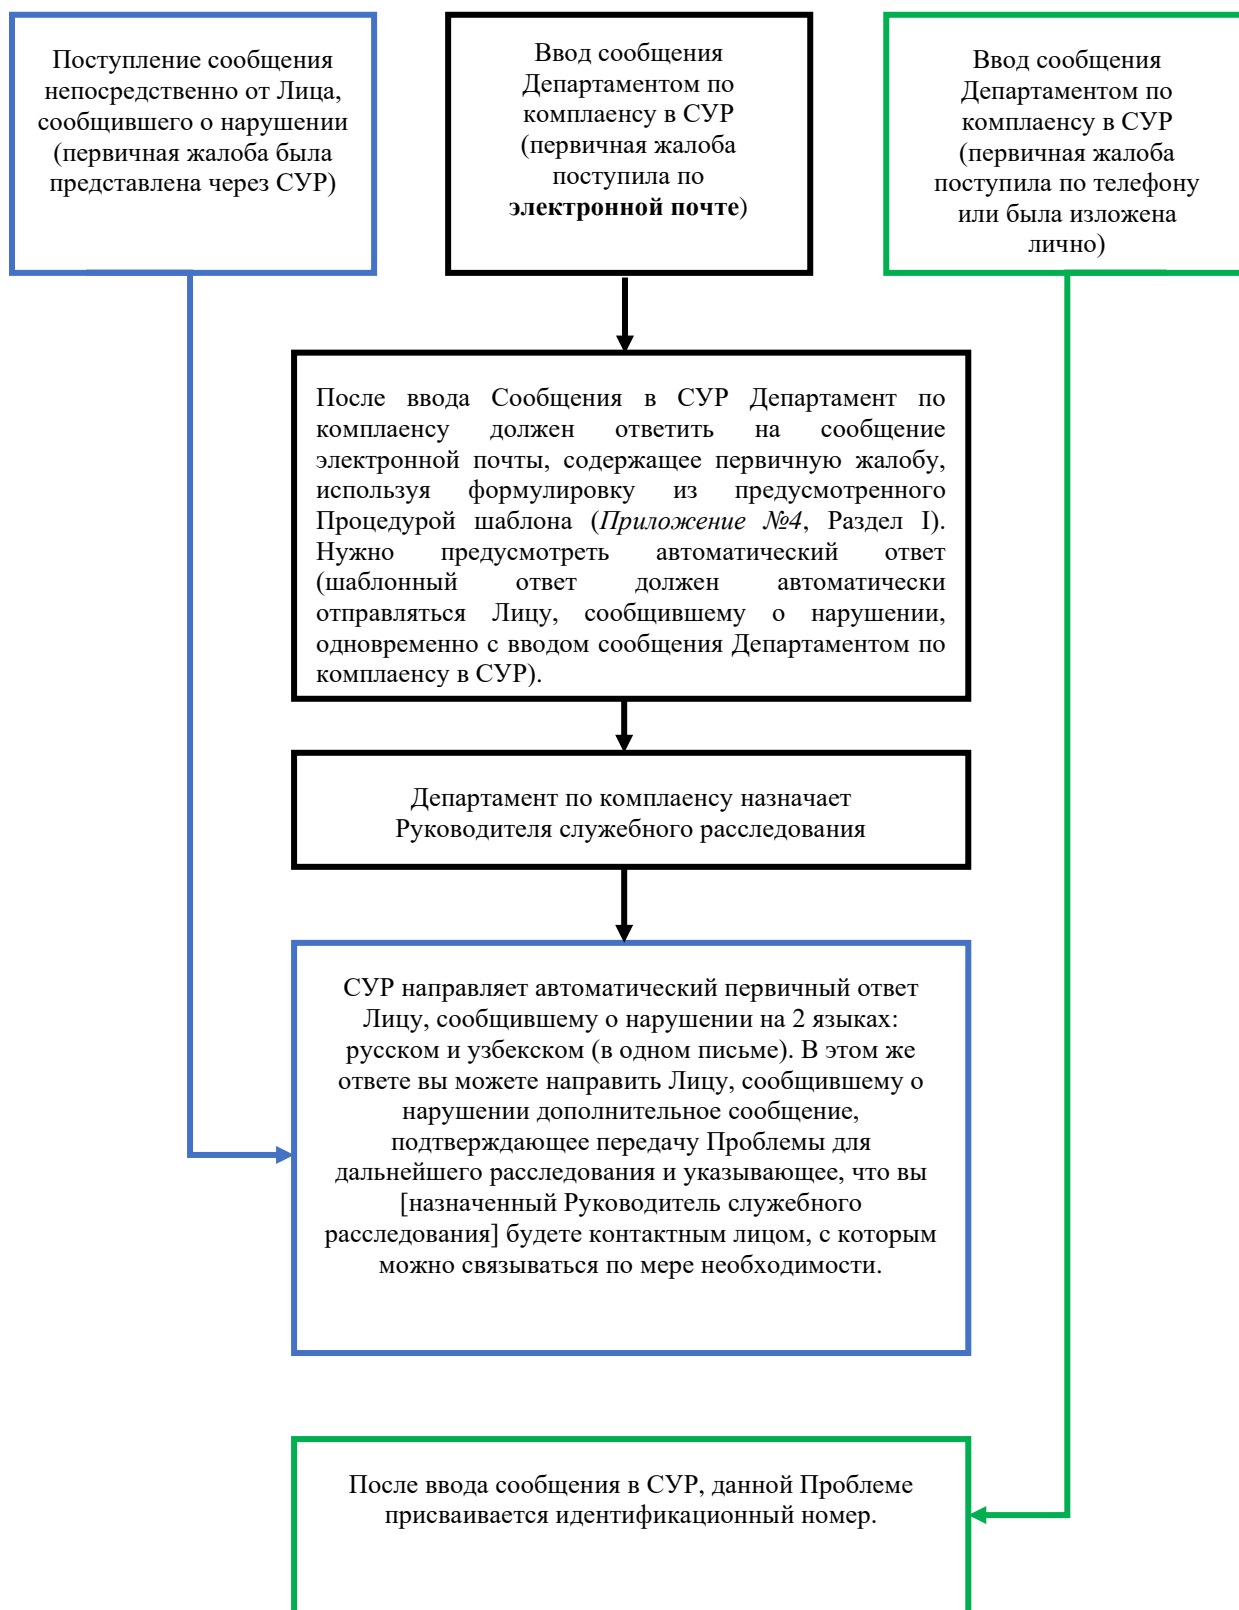 Поступление сообщения
непосредственно от Лица,
сообщившего о нарушении
(первичная жалоба была
представлена через СУР)
Ввод сообщения
Департаментом по
комплаенсу в СУР
(первичная жалоба
поступила по
электронной почте)
Ввод сообщения
Департаментом по
комплаенсу в СУР
(первичная жалоба
поступила по телефону
или была изложена
лично)
После ввода Сообщения в СУР Департамент по
комплаенсу должен ответить на сообщение
электронной почты, содержащее первичную жалобу,
используя формулировку из предусмотренного
Процедурой шаблона (Приложение №4, Раздел I).
Нужно предусмотреть автоматический ответ
(шаблонный ответ должен автоматически
отправляться Лицу, сообщившему о нарушении,
одновременно с вводом сообщения Департаментом по
комплаенсу в СУР).
Департамент по комплаенсу назначает
Руководителя служебного расследования
СУР направляет автоматический первичный ответ
Лицу, сообщившему о нарушении на 2 языках:
русском и узбекском (в одном письме). В этом же
ответе вы можете направить Лицу, сообщившему о
нарушении дополнительное сообщение,
подтверждающее передачу Проблемы для
дальнейшего расследования и указывающее, что вы
[назначенный Руководитель служебного
расследования] будете контактным лицом, с которым
можно связываться по мере необходимости.
После ввода сообщения в СУР, данной Проблеме
присваивается идентификационный номер.